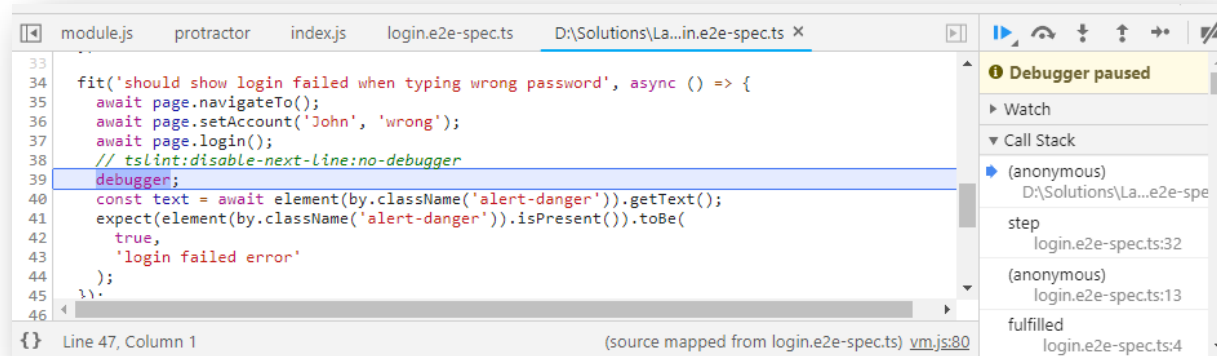 module.js protractor index.js login.e2e-spec.ts D:\Solutions\La...in.e2e-spec.ts ×
33
34 fit('should show login failed when typing wrong password', async () => {
35 await page.navigateTo();
36 await page.setAccount('John', 'wrong');
37 await page.login();
38 // tslint:disable-next-line:no-debugger
39 debugger;
40 const text = await element(by.className('alert-danger')).getText();
41 expect(element(by.className('alert-danger')).isPresent()).toBe(
42 true,
43 'login failed error'
44 );
45 });
46
{} Line 47, Column 1 (source mapped from login.e2e-spec.ts) vm.js:80
Debugger paused
Watch
Call Stack
(anonymous)
D:\Solutions\La...e2e-spe
step
login.e2e-spec.ts:32
(anonymous)
login.e2e-spec.ts:13
fulfilled
login.e2e-spec.ts:4